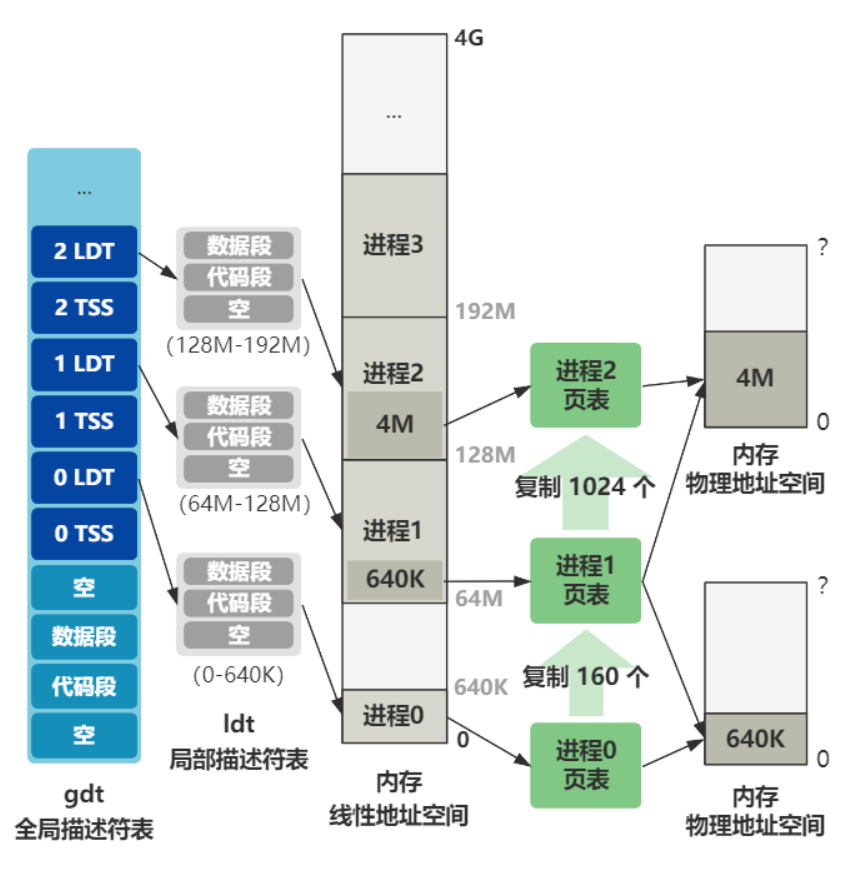 ...
2 LDT
2 TSS
1 LDT
1 TSS
0 LDT
0 TSS
空
数据段
代码段
空
gdt
全局描述符表
数据段
代码段
空
(128M-192M)
数据段
代码段
空
(64M-128M)
数据段
代码段
空
(0-640K)
ldt
局部描述符表
4G
...
进程3
192M
进程2
4M
128M
进程1
640K
64M
640K
进程0
0
内存
线性地址空间
进程2
页表
复制 1024 个
进程1
页表
复制 160 个
进程0
页表
?
4M
0
内存
物理地址空间
?
640K
0
内存
物理地址空间